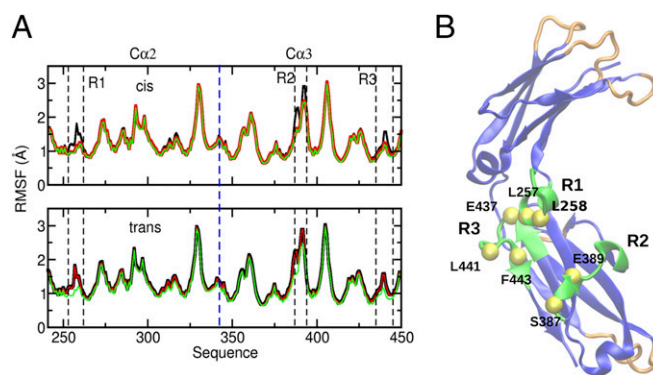 A
B
Cα2
Cα3
R1
cis
R2
R3
3
2
1
0
trans
3
2
1
0
RMSF (Å)
250
300
350
400
450
Sequence
R1
L257
L258
E437
R3
R2
E389
L441
F443
S387